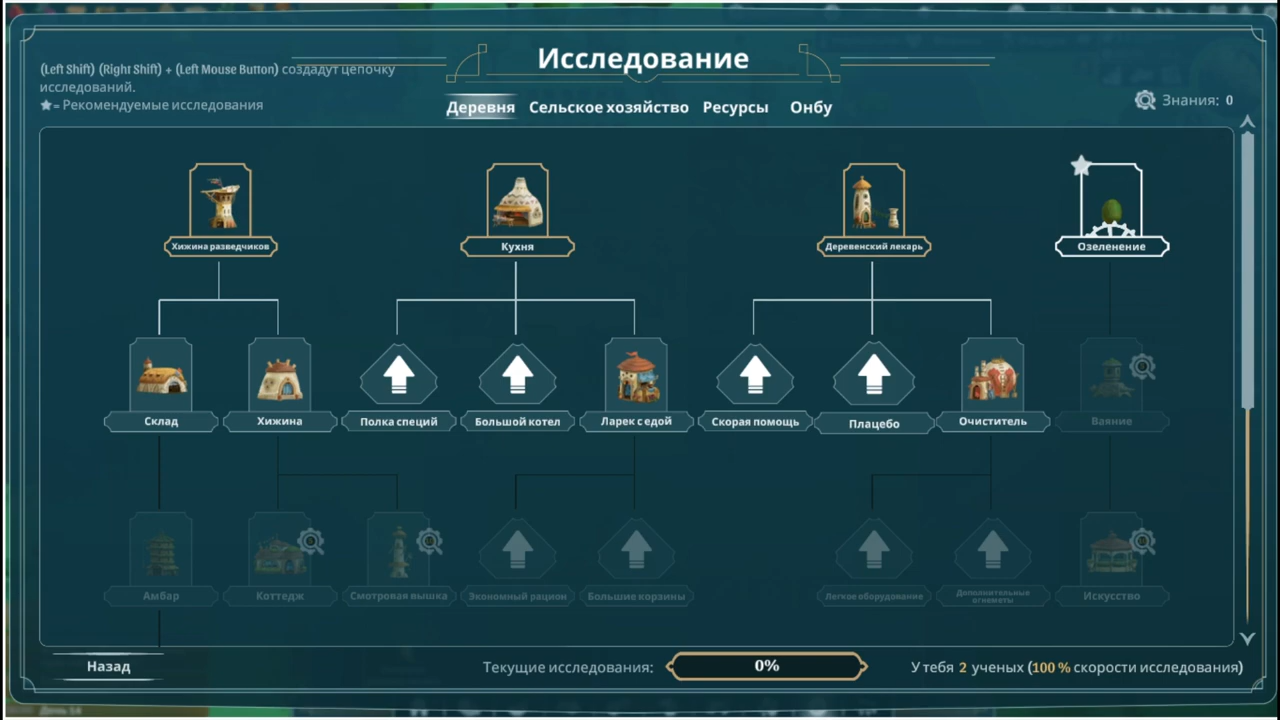 Исследование
(Left Shift) (Right Shift) + (Left Mouse Button) создадут цепочку
исследований.
★= Рекомендуемые исследования
Деревня Сельское хозяйство Ресурсы Онбу
Знания: 0
Хижина разведчиков Кухня Деревенский лекарь Озеленение
Склад Хижина Полка специй Большой котел Ларек с едой Скорая помощь Плацебо Очиститель Ваяние
Амбар Коттедж Смотровая вышка Экономный рацион Большие корзины Легкое оборудование Дополнительные
огнеметы Искусство
Назад
Текущие исследования: 0%
У тебя 2 ученых (100 % скорости исследования)
День 14